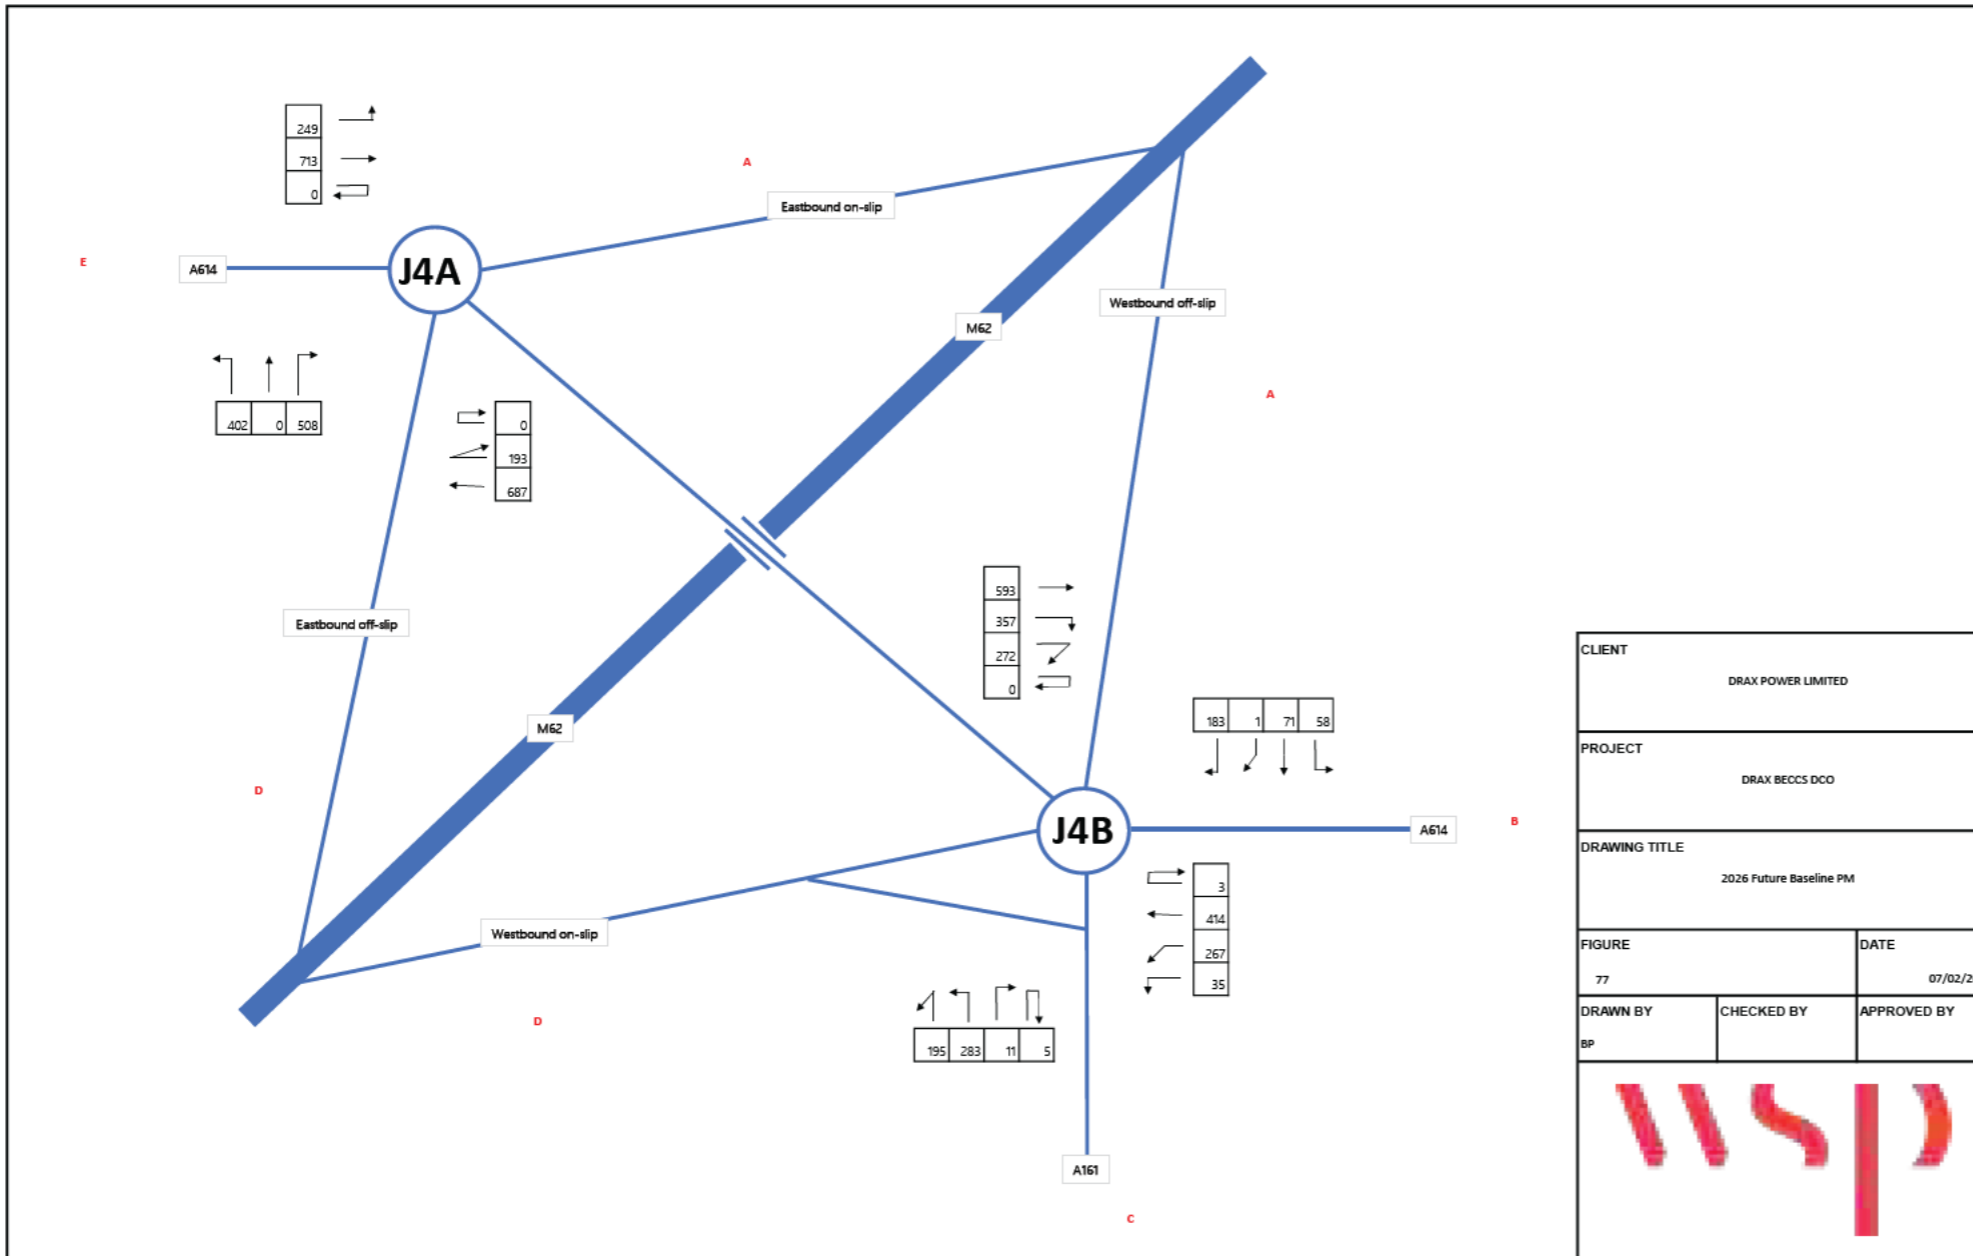 249
713
0
A
Eastbound on-slip
E
A614
J4A
Westbound off-slip
M62
A
402 0 508
0
193
687
593
357
272
0
Eastbound off-slip
M62
183 1 71 58
D
J4B
A614
B
3
414
267
35
Westbound on-slip
D
195 283 11 5
A161
C
CLIENT
DRAX POWER LIMITED
PROJECT
DRAX BECCS DCO
DRAWING TITLE
2026 Future Baseline PM
FIGURE
DATE
77
07/02/2
DRAWN BY
CHECKED BY
APPROVED BY
BP
wsp